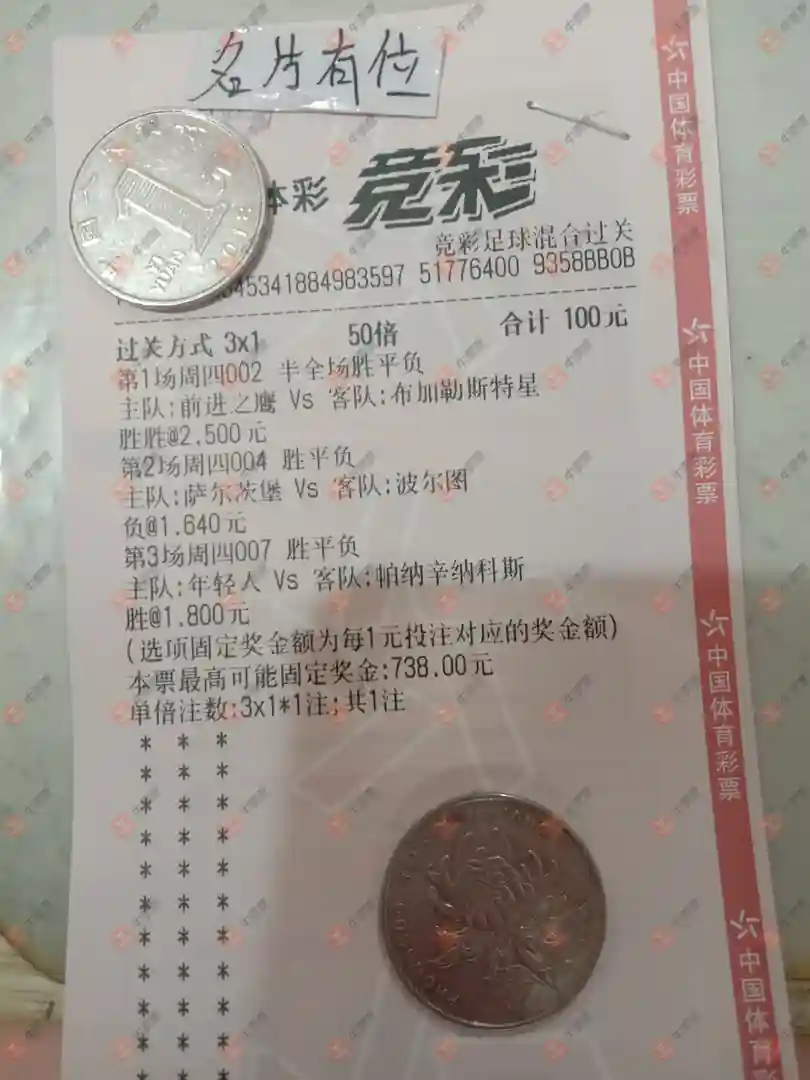 名片有位
体彩 竞彩
竞彩足球混合过关
45341884983597 51776400 9358BB0B
过关方式 3x1 50倍 合计 100元
第1场周四002 半全场胜平负
主队:前进之鹰 Vs 客队:布加勒斯特星
胜胜@2.500元
第2场周四004 胜平负
主队:萨尔茨堡 Vs 客队:波尔图
负@1.640元
第3场周四007 胜平负
主队:年轻人 Vs 客队:帕纳辛纳科斯
胜@1.800元
(选项固定奖金额为每1元投注对应的奖金额)
本票最高可能固定奖金:738.00元
单倍注数:3x1*1注;共1注
* * *
* * *
* * *
* * *
* * *
* * *
* * *
* * *
* * *
* * *
* * *
中国体育彩票
中国体育彩票
中国体育彩票
中国体育彩
1
YI
YUAN
2018